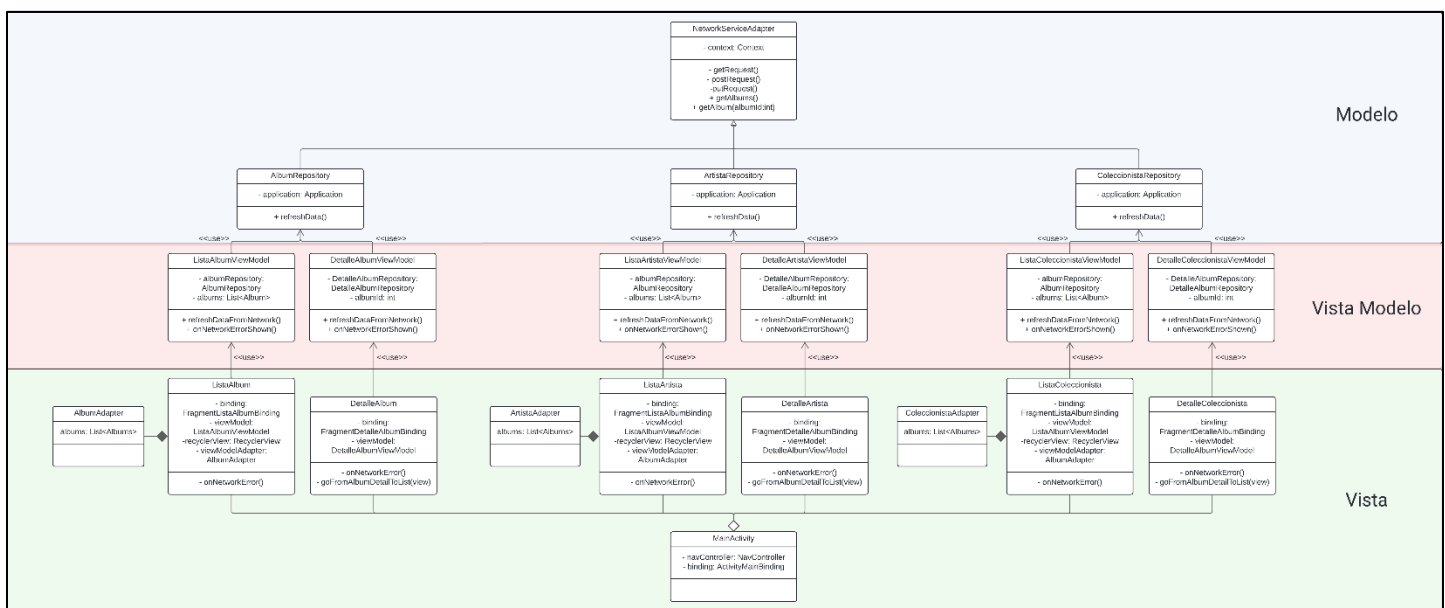 NetworkServiceAdapter
- context: Context
- getRequest()
- postRequest()
-putRequest()
+ getAlbums()
+ getAlbum(albumId:int)
Modelo
AlbumRepository
- application: Application
+ refreshData()
ArtistaRepository
- application: Application
+ refreshData()
ColeccionistaRepository
- application: Application
+ refreshData()
<<use>>
<<use>>
<<use>>
<<use>>
<<use>>
<<use>>
ListaAlbumViewModel
- albumRepository:
AlbumRepository
- albums: List<Album>
+ refreshDataFromNetwork()
+ onNetworkErrorShown()
DetalleAlbumViewModel
- DetalleAlbumRepository:
DetalleAlbumRepository
- albumId: int
+ refreshDataFromNetwork()
+ onNetworkErrorShown()
ListaArtistaViewModel
- albumRepository:
AlbumRepository
- albums: List<Album>
+ refreshDataFromNetwork()
+ onNetworkErrorShown()
DetalleArtistaViewModel
- DetalleAlbumRepository:
DetalleAlbumRepository
- albumId: int
+ refreshDataFromNetwork()
+ onNetworkErrorShown()
ListaColeccionistaViewModel
- albumRepository:
AlbumRepository
- albums: List<Album>
+ refreshDataFromNetwork()
+ onNetworkErrorShown()
DetalleColeccionistaViewModel
- DetalleAlbumRepository:
DetalleAlbumRepository
- albumId: int
+ refreshDataFromNetwork()
+ onNetworkErrorShown()
Vista Modelo
<<use>>
<<use>>
<<use>>
<<use>>
<<use>>
<<use>>
AlbumAdapter
albums: List<Albums>
ListaAlbum
- binding:
FragmentListaAlbumBinding
- viewModel:
ListaAlbumViewModel
-recyclerView: RecyclerView
- viewModelAdapter:
AlbumAdapter
- onNetworkError()
DetalleAlbum
- binding:
FragmentDetalleAlbumBinding
- viewModel:
DetalleAlbumViewModel
- onNetworkError()
- goFromAlbumDetailToList(view)
ArtistaAdapter
albums: List<Albums>
ListaArtista
- binding:
FragmentListaAlbumBinding
- viewModel:
ListaAlbumViewModel
-recyclerView: RecyclerView
- viewModelAdapter:
AlbumAdapter
- onNetworkError()
DetalleArtista
- binding:
FragmentDetalleAlbumBinding
- viewModel:
DetalleAlbumViewModel
- onNetworkError()
- goFromAlbumDetailToList(view)
ColeccionistaAdapter
albums: List<Albums>
ListaColeccionista
- binding:
FragmentListaAlbumBinding
- viewModel:
ListaAlbumViewModel
-recyclerView: RecyclerView
- viewModelAdapter:
AlbumAdapter
- onNetworkError()
DetalleColeccionista
- binding:
FragmentDetalleAlbumBinding
- viewModel:
DetalleAlbumViewModel
- onNetworkError()
- goFromAlbumDetailToList(view)
Vista
MainActivity
- navController: NavController
- binding: ActivityMainBinding